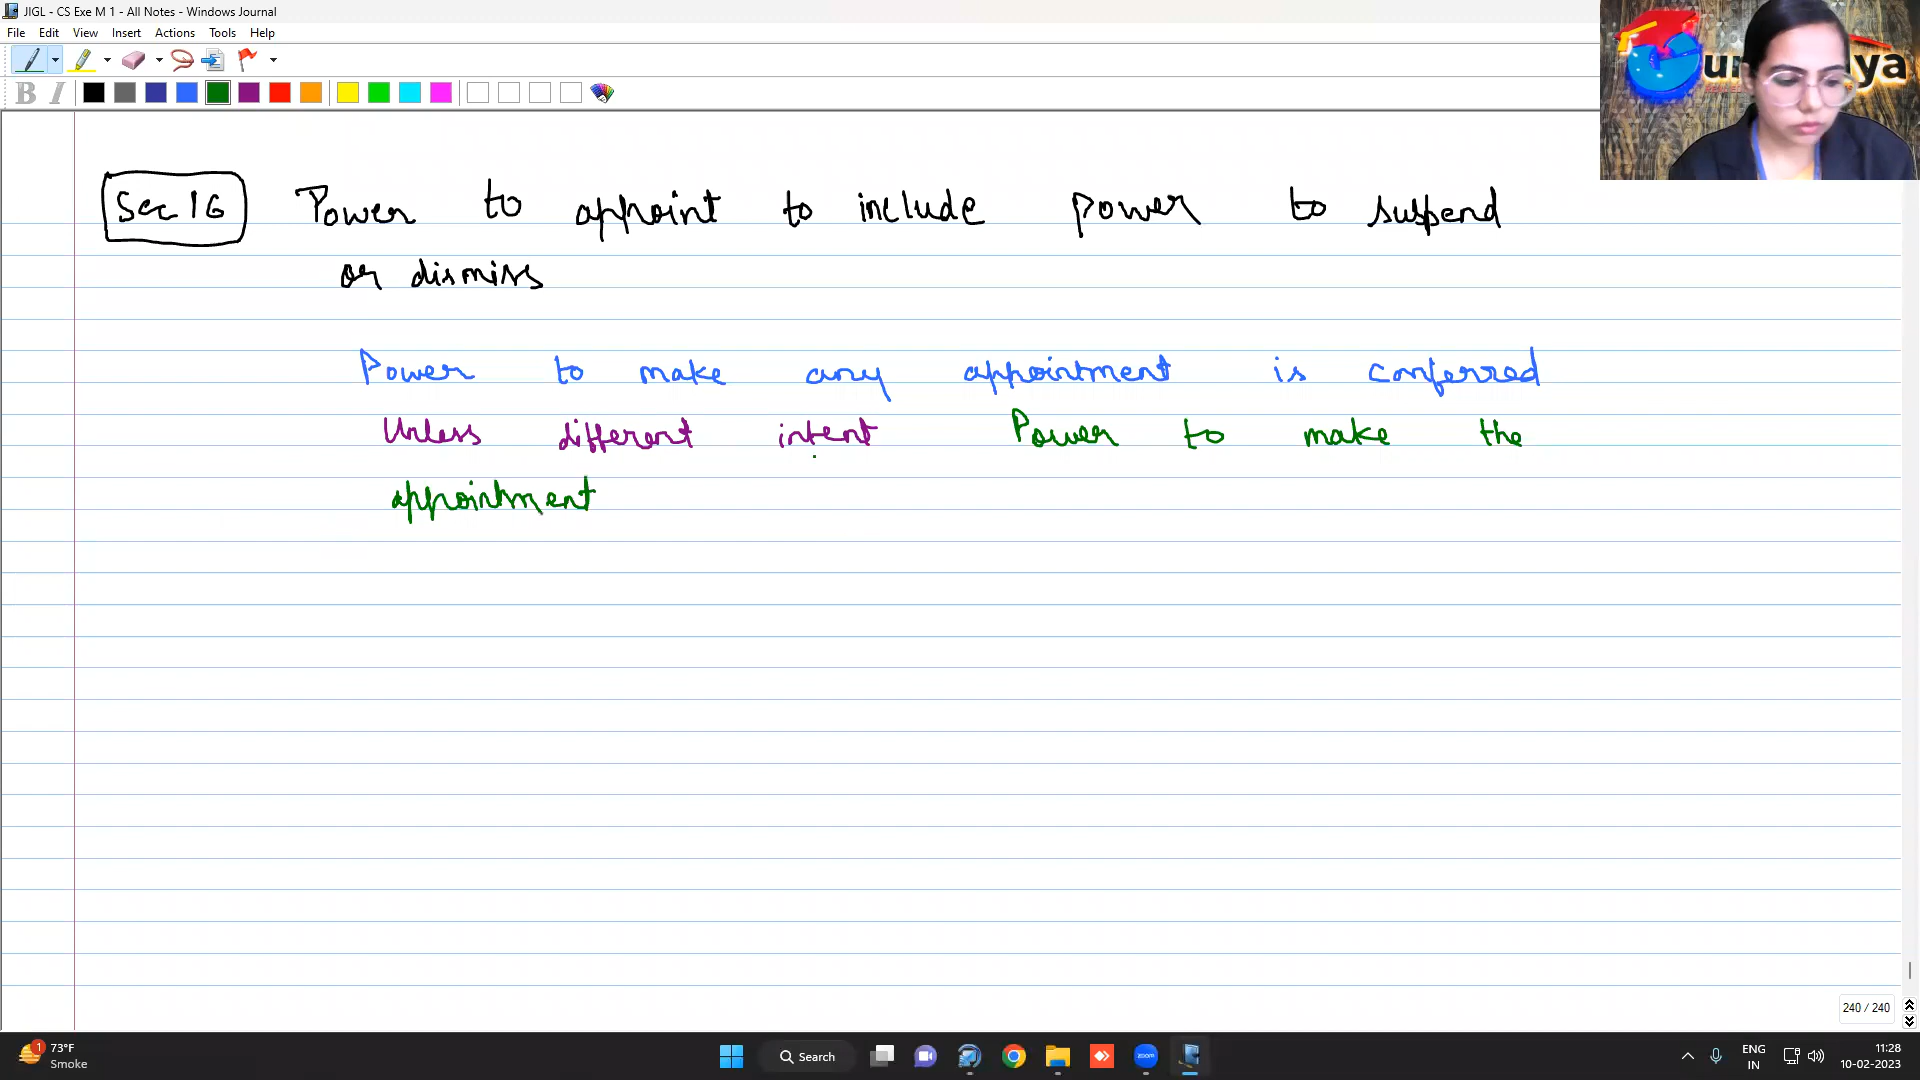 JIGL - CS Exe M 1 - All Notes - Windows Journal
File Edit View Insert Actions Tools Help
B I
Sec 16 Power to appoint to include power to suspend
or dismiss
Power to make any appointment is conferred
Unless different intent Power to make the
appointment
240 / 240
1
73°F
Smoke
Search
zoom
ENG
IN
11:28
10-02-2023